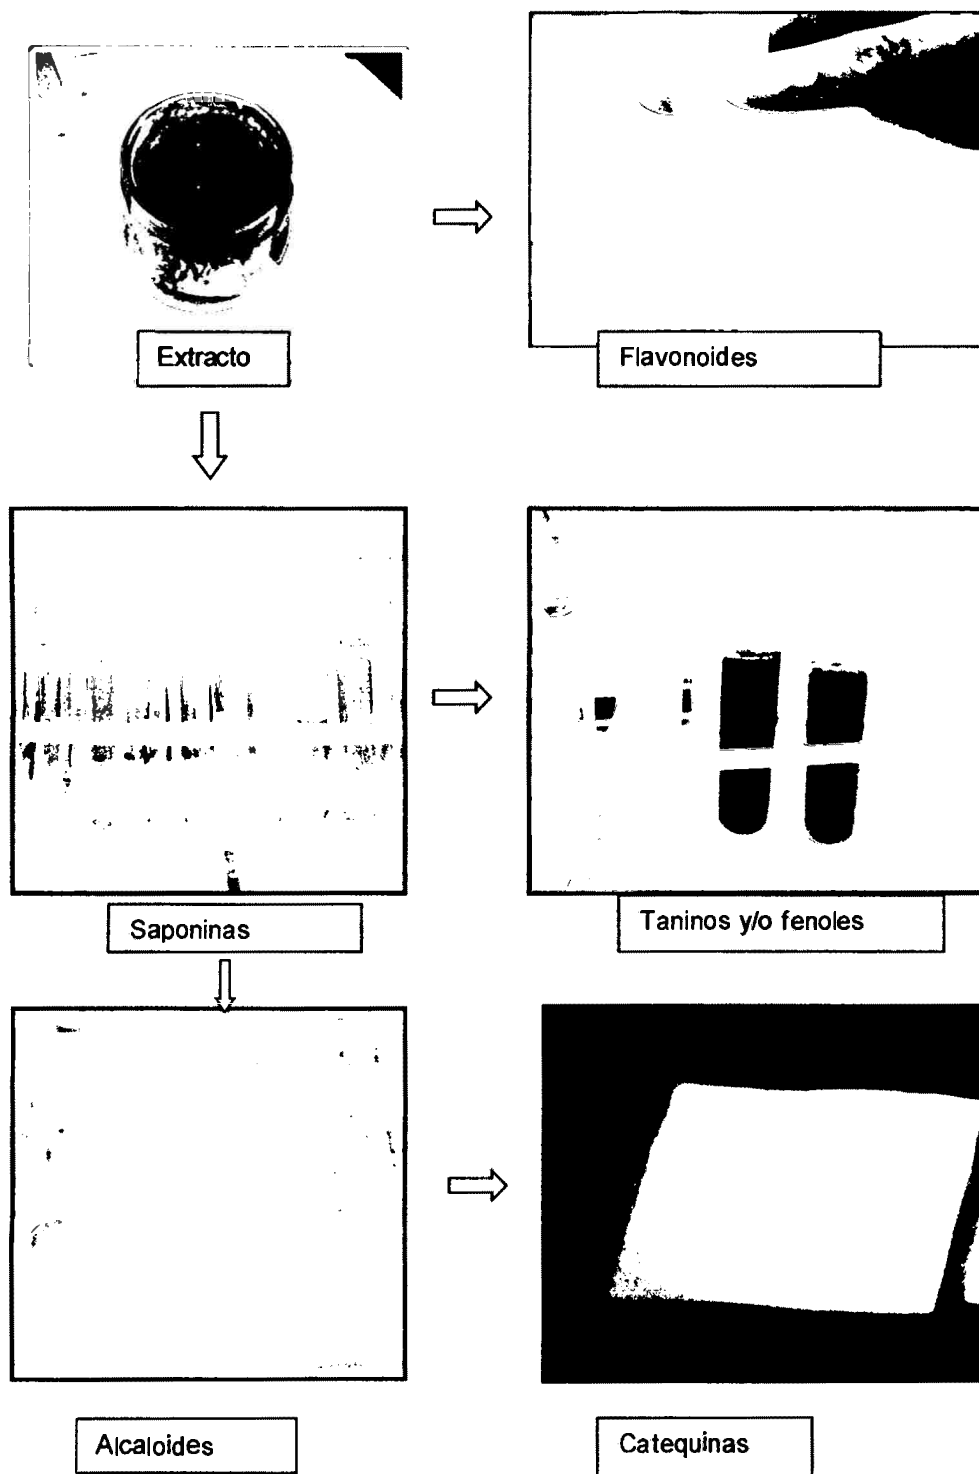 Extracto
Flavonoides
Saponinas
Taninos y/o fenoles
Alcaloides
Catequinas